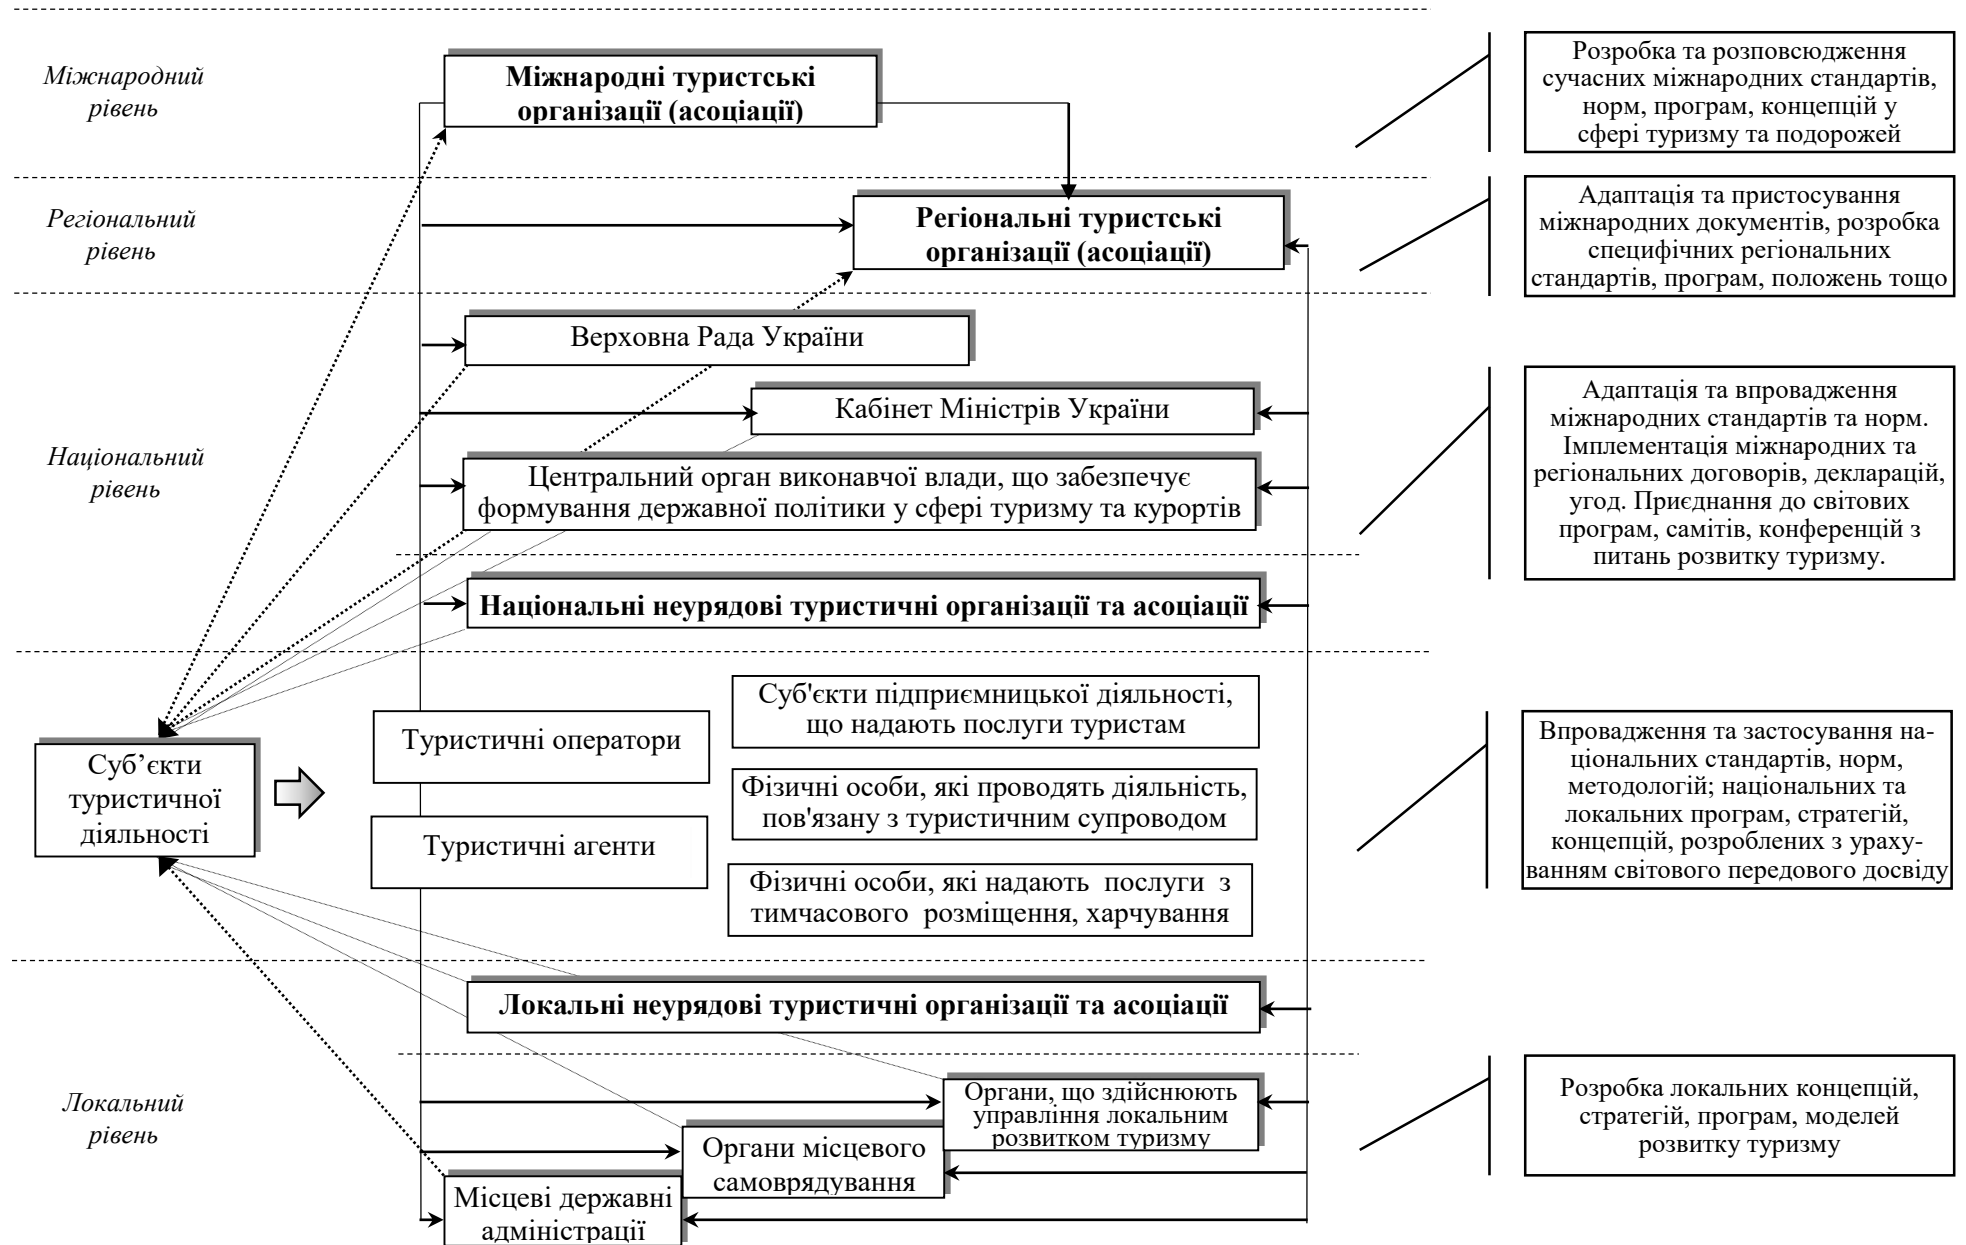 Міжнародний
рівень
Міжнародні туристські
організації (асоціації)
Розробка та розповсюдження
сучасних міжнародних стандартів,
норм, програм, концепцій у
сфері туризму та подорожей
Регіональний
рівень
Регіональні туристські
організації (асоціації)
Адаптація та пристосування
міжнародних документів, розробка
специфічних регіональних
стандартів, програм, положень тощо
Національний
рівень
Верховна Рада України
Кабінет Міністрів України
Центральний орган виконавчої влади, що забезпечує
формування державної політики у сфері туризму та курортів
Національні неурядові туристичні організації та асоціації
Адаптація та впровадження
міжнародних стандартів та норм.
Імплементація міжнародних та
регіональних договорів, декларацій,
угод. Приєднання до світових
програм, самітів, конференцій з
питань розвитку туризму.
Суб’єкти
туристичної
діяльності
Туристичні оператори
Туристичні агенти
Суб'єкти підприємницької діяльності,
що надають послуги туристам
Фізичні особи, які проводять діяльність,
пов'язану з туристичним супроводом
Фізичні особи, які надають послуги з
тимчасового розміщення, харчування
Впровадження та застосування на-
ціональних стандартів, норм,
методологій; національних та
локальних програм, стратегій,
концепцій, розроблених з ураху-
ванням світового передового досвіду
Локальний
рівень
Локальні неурядові туристичні організації та асоціації
Органи, що здійснюють
управління локальним
розвитком туризму
Органи місцевого
самоврядування
Місцеві державні
адміністрації
Розробка локальних концепцій,
стратегій, програм, моделей
розвитку туризму